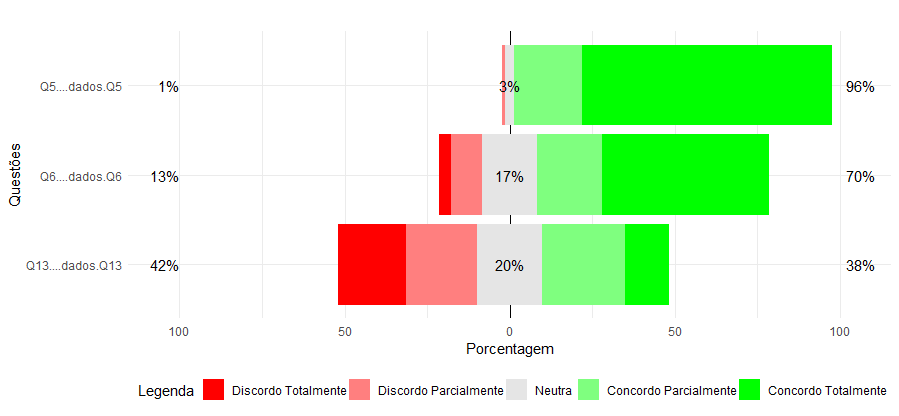 Q5....dados.Q5 1% 3% 96%
Q6....dados.Q6 13% 17% 70%
Q13....dados.Q13 42% 20% 38%
Questões
100 50 0 50 100
Porcentagem
Legenda Discordo Totalmente Discordo Parcialmente Neutra Concordo Parcialmente Concordo Totalmente